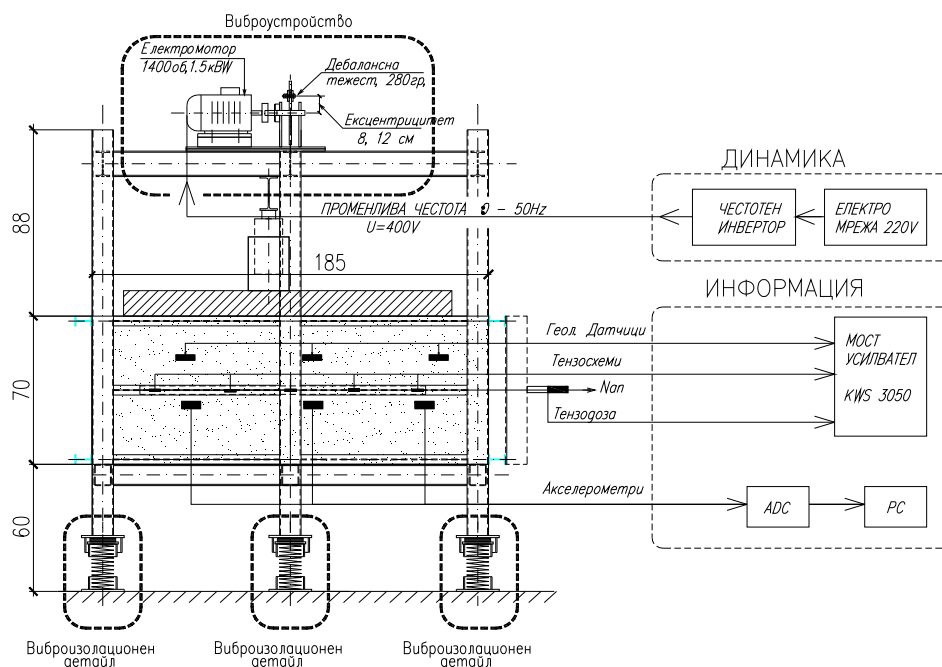 Виброустройство
Електромотор
1400об,1.5кВW
Дебалансна
тежест, 280гр,
Ексцентрицитет
8, 12 см
ДИНАМИКА
ПРОМЕНЛИВА ЧЕСТОТА 0 – 50Hz
U=400V
ЧЕСТОТЕН
ИНВЕРТОР
ЕЛЕКТРО
МРЕЖА 220V
88
185
ИНФОРМАЦИЯ
Геол. Датчици
МОСТ
УСИЛВАТЕЛ
KWS 3050
Тензосхеми
70
Nап
Тензодоза
Акселерометри
ADC
PC
60
Виброизолационен
детайл
Виброизолационен
детайл
Виброизолационен
детайл